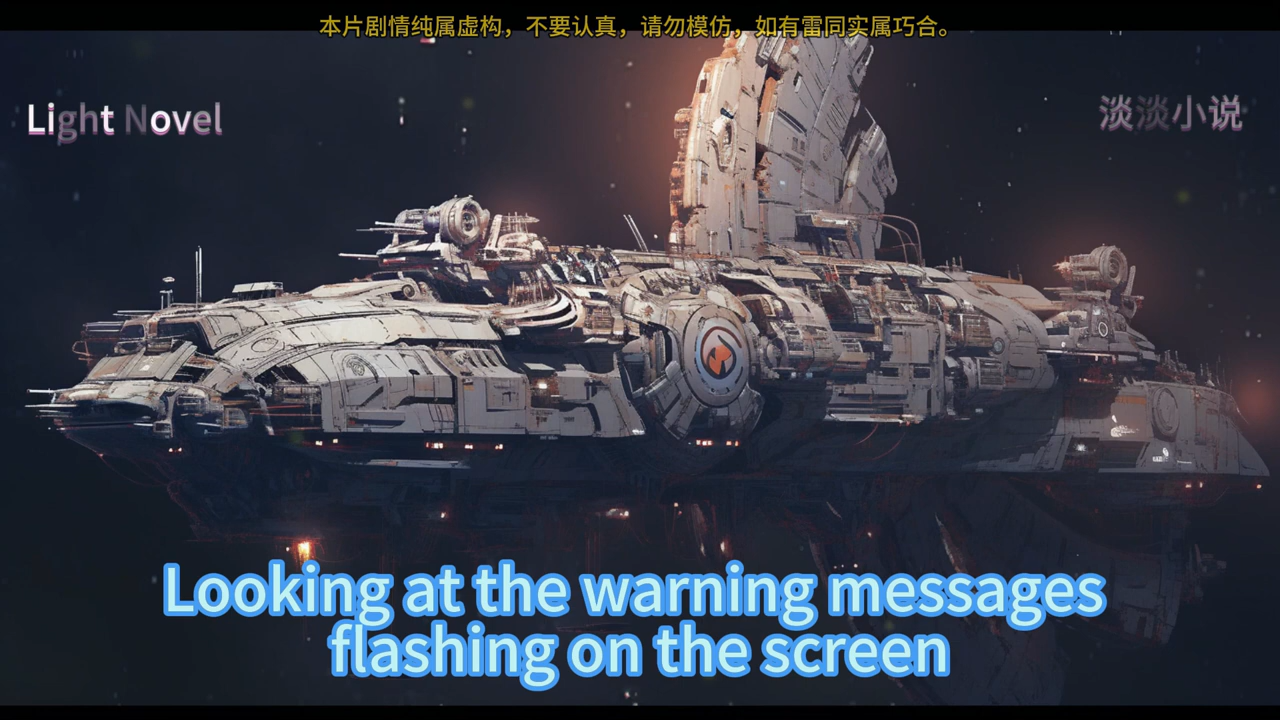 本片剧情纯属虚构，不要认真，请勿模仿，如有雷同实属巧合。
Light Novel
淡淡小说
Looking at the warning messages
flashing on the screen